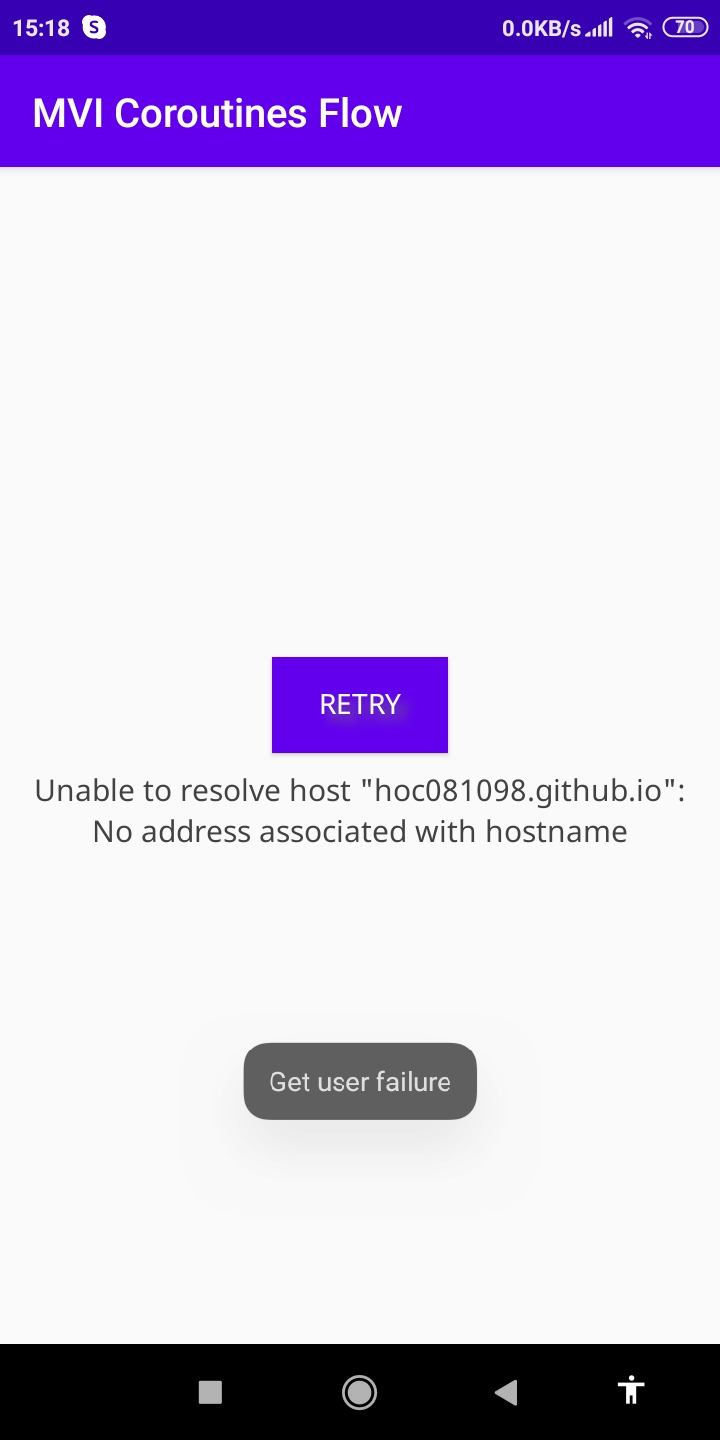 15:18 S 0.0KB/s 70
MVI Coroutines Flow
RETRY
Unable to resolve host "hoc081098.github.io":
No address associated with hostname
Get user failure